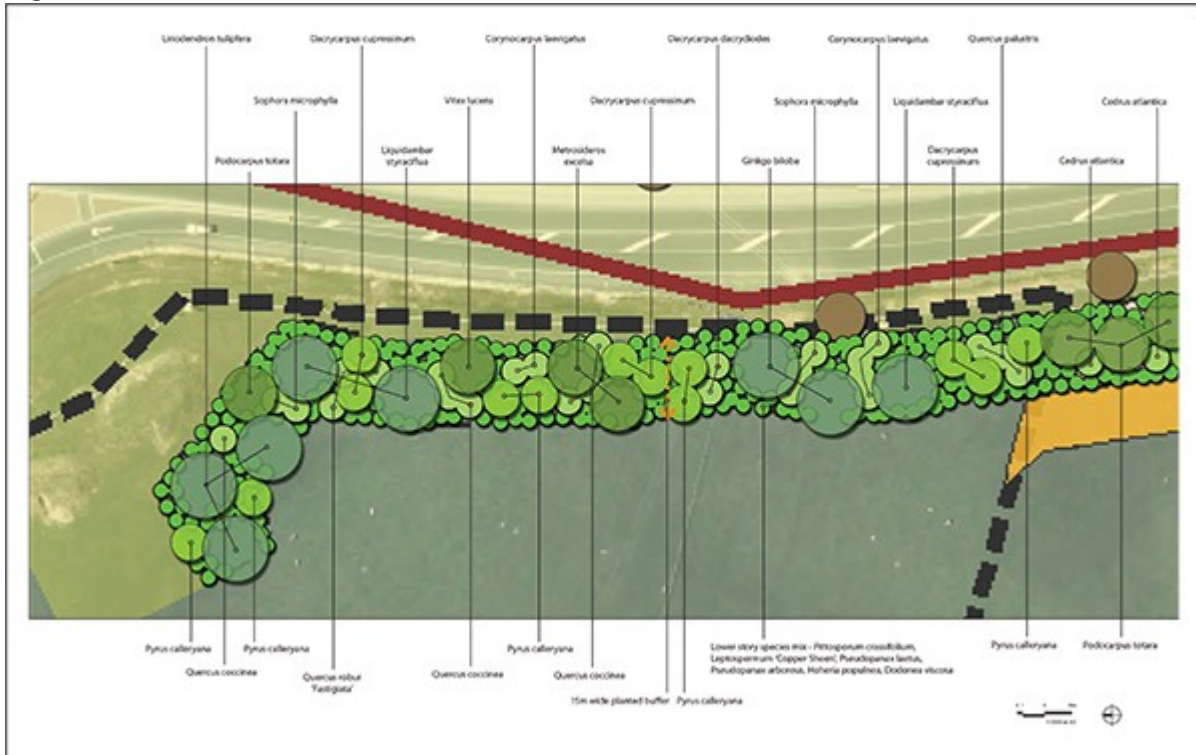 Liriodendron tulipfera
Dacrycarpus cupressinum
Corynocarpus laevigatus
Dacrycarpus dacrydiodes
Corynocarpus laevigatus
Quercus palustris
Sophora microphylla
Vitex lucens
Dacrycarpus cupressinum
Sophora microphylla
Liquidambar styraciflua
Cedrus atlantica
Podocarpus totara
Liquidambar
styraciflua
Metrosideros
excelsa
Ginkgo biloba
Dacrycarpus
cupressinum
Cedrus atlantica
Pyrus calleryana
Pyrus calleryana
Pyrus calleryana
Lower story species mix - Pittosporum crassifolium,
Leptospermum 'Copper Sheen', Pseudopanax laetus,
Pseudopanax arboreus, Hoheria populnea, Dodonea viscosa
Pyrus calleryana
Podocarpus totara
Quercus coccinea
Quercus robur
'Fastigiata'
Quercus coccinea
Quercus coccinea
15m wide planted buffer
Pyrus calleryana